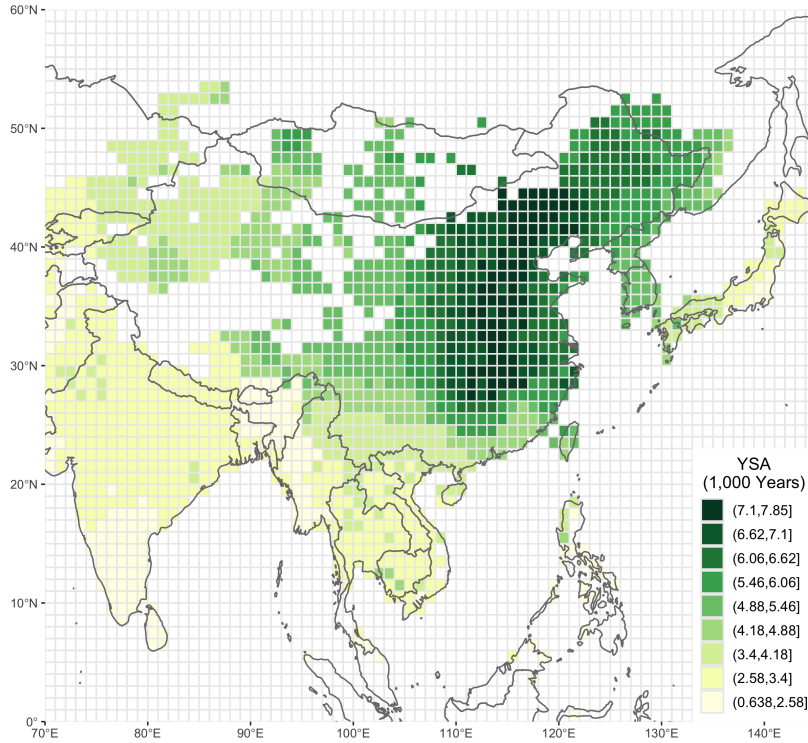 60°N
50°N
40°N
30°N
20°N
10°N
0°
70°E
80°E
90°E
100°E
110°E
120°E
130°E
140°E
YSA
(1,000 Years)
(7.1,7.85]
(6.62,7.1]
(6.06,6.62]
(5.46,6.06]
(4.88,5.46]
(4.18,4.88]
(3.4,4.18]
(2.58,3.4]
(0.638,2.58]